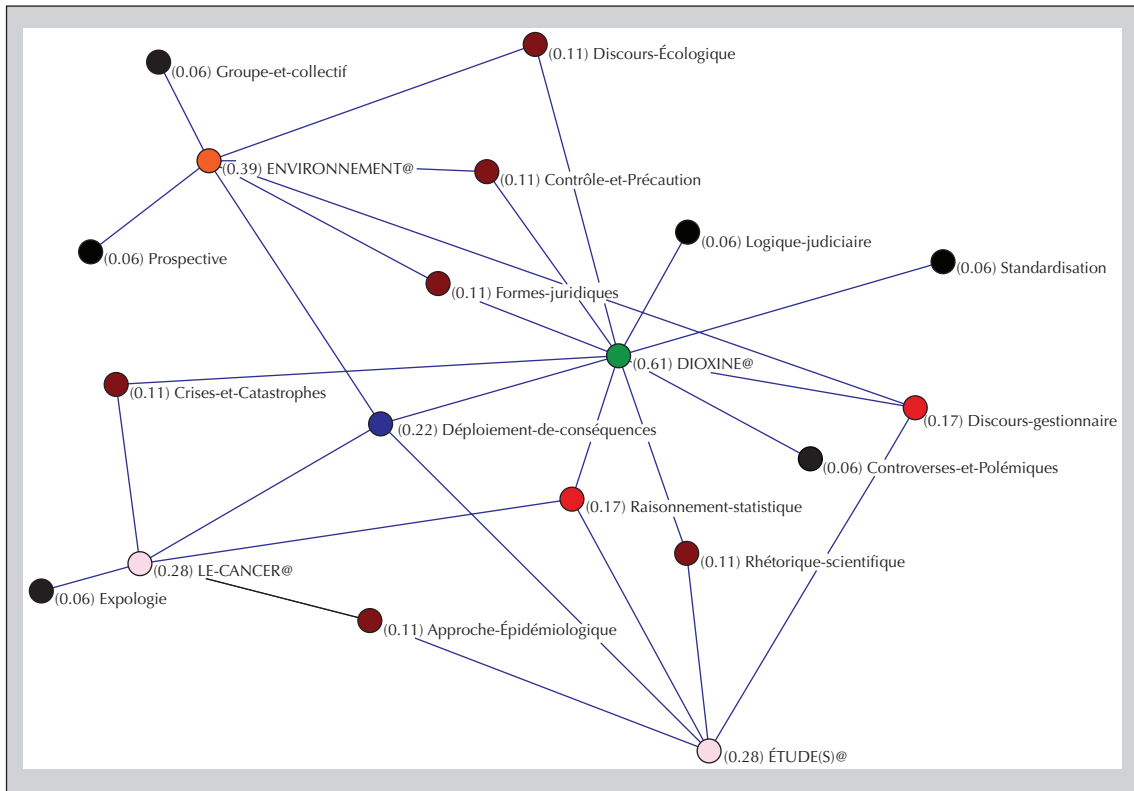 (0.11) Discours-Écologique
(0.06) Groupe-et-collectif
(0.39) ENVIRONNEMENT@
(0.11) Contrôle-et-Précaution
(0.06) Logique-judiciaire
(0.06) Prospective
(0.06) Standardisation
(0.11) Formes-juridiques
(0.61) DIOXINE@
(0.11) Crises-et-Catastrophes
(0.17) Discours-gestionnaire
(0.22) Déploiement-de-conséquences
(0.06) Controverses-et-Polémiques
(0.17) Raisonnement-statistique
(0.11) Rhétorique-scientifique
(0.28) LE-CANCER@
(0.06) Expologie
(0.11) Approche-Épidémiologique
(0.28) ÉTUDE(S)@